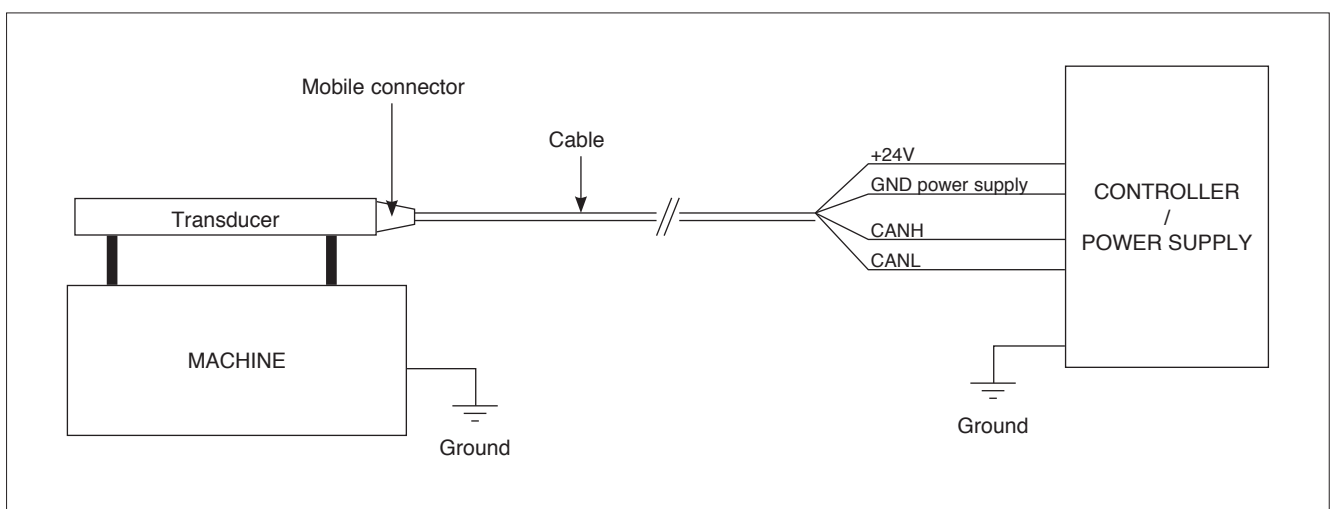 Mobile connector
Cable
+24V
GND power supply
CANH
CANL
CONTROLLER
/
POWER SUPPLY
Transducer
MACHINE
Ground
Ground